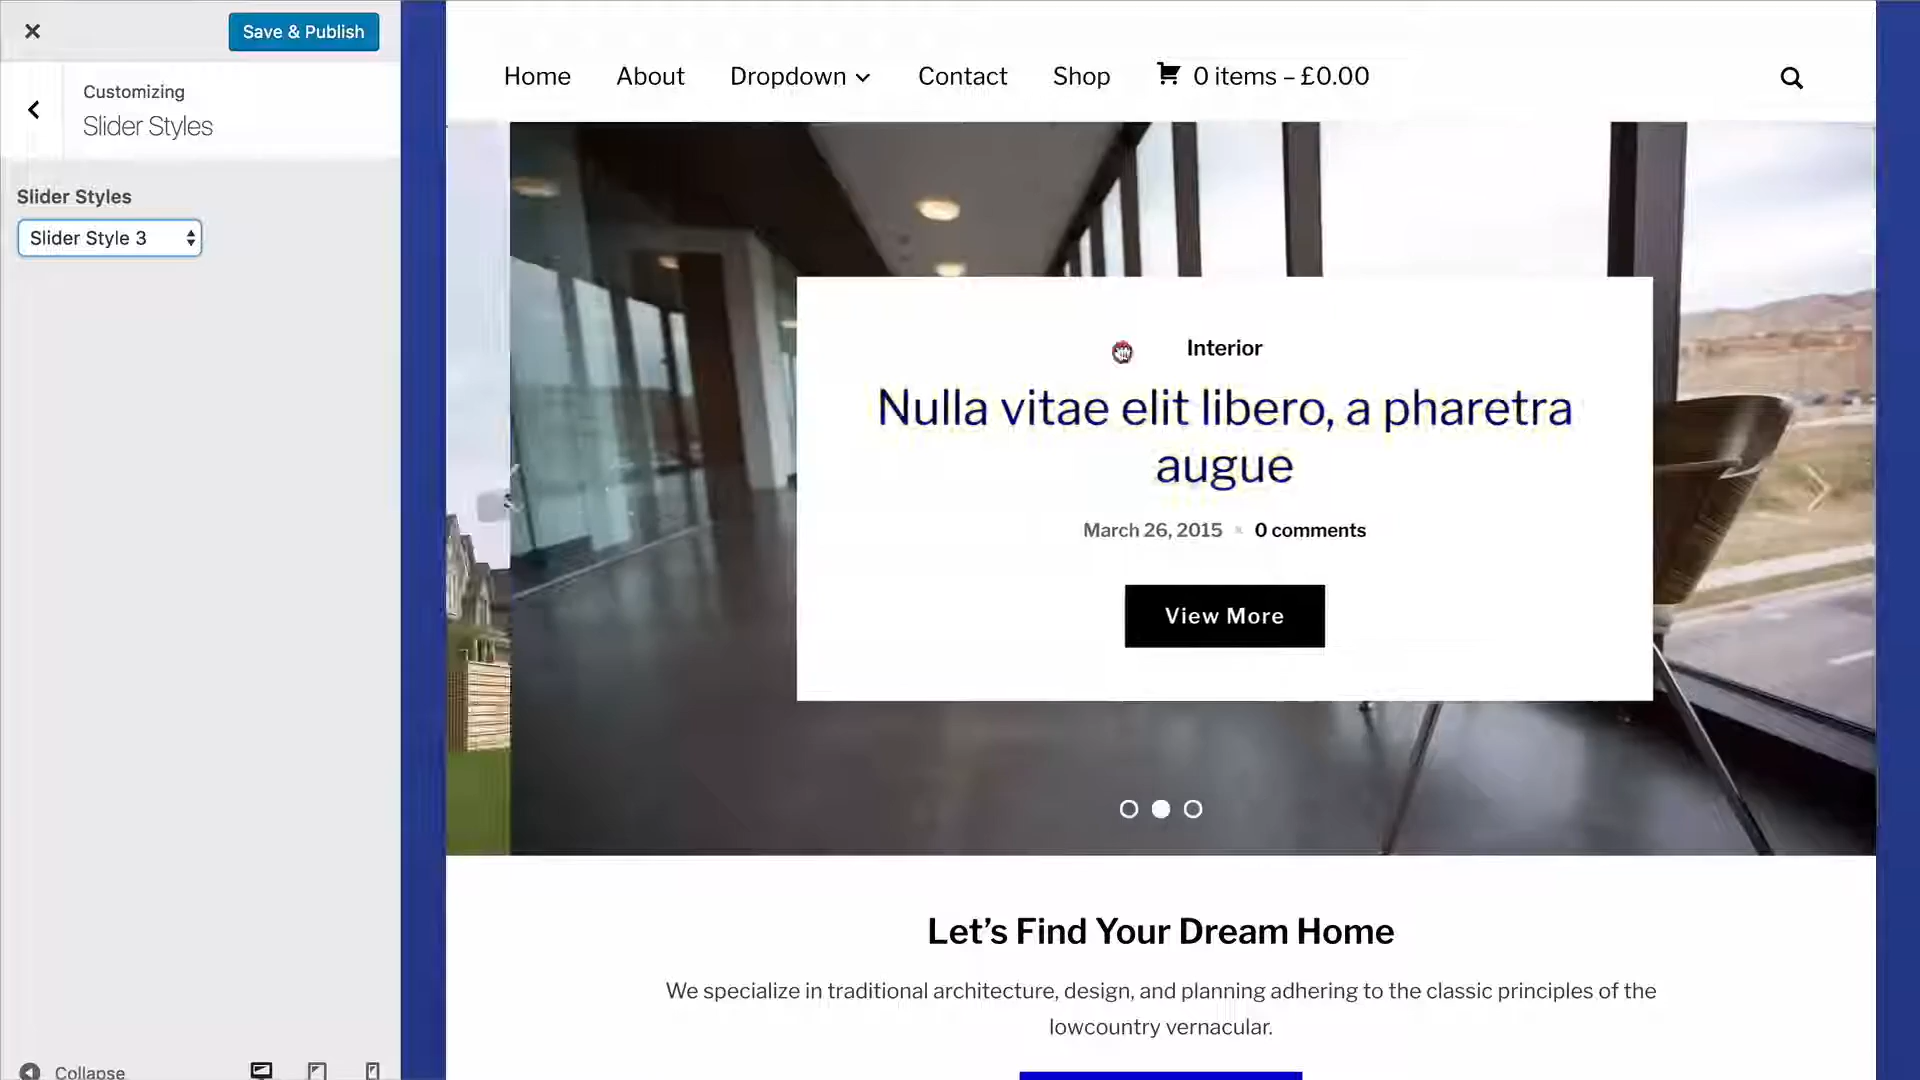 Save & Publish
Customizing
Slider Styles
Slider Styles
Slider Style 3
Collapse
Home About Dropdown Contact Shop 0 items – £0.00
Interior
Nulla vitae elit libero, a pharetra
augue
March 26, 2015 × 0 comments
View More
Let’s Find Your Dream Home
We specialize in traditional architecture, design, and planning adhering to the classic principles of the
lowcountry vernacular.